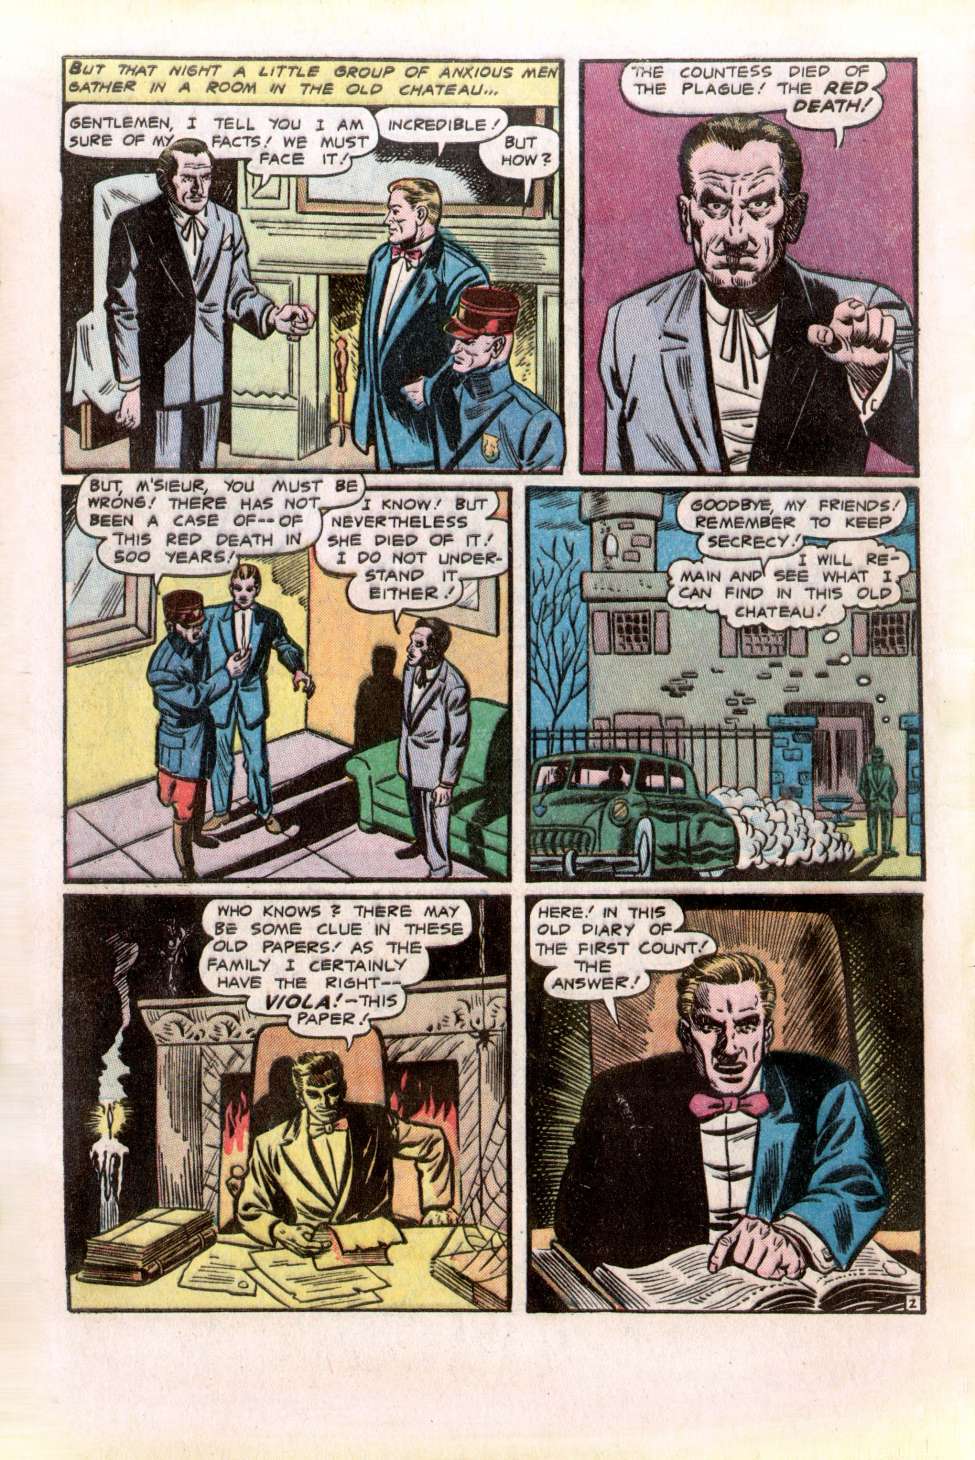 BUT THAT NIGHT A LITTLE GROUP OF ANXIOUS MEN
GATHER IN A ROOM IN THE OLD CHATEAU...
GENTLEMEN, I TELL YOU I AM
SURE OF MY FACTS! WE MUST
FACE IT!
INCREDIBLE!
BUT
HOW?
THE COUNTESS DIED OF
THE PLAGUE! THE RED
DEATH!
BUT, M'SIEUR, YOU MUST BE
WRONG! THERE HAS NOT
BEEN A CASE OF--OF
THIS RED DEATH IN
500 YEARS!
I KNOW! BUT
NEVERTHELESS
SHE DIED OF IT!
I DO NOT UNDER-
STAND IT
EITHER!
GOODBYE, MY FRIENDS!
REMEMBER TO KEEP
SECRECY!
I WILL RE-
MAIN AND SEE WHAT I
CAN FIND IN THIS OLD
CHATEAU!
WHO KNOWS? THERE MAY
BE SOME CLUE IN THESE
OLD PAPERS! AS THE
FAMILY I CERTAINLY
HAVE THE RIGHT--
VIOLA!-THIS
PAPER!
HERE! IN THIS
OLD DIARY OF
THE FIRST COUNT!
THE
ANSWER!
2